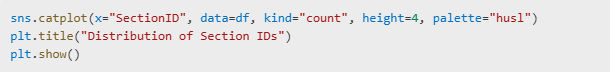 sns.catplot(x="SectionID", data=df, kind="count", height=4, palette="husl")
plt.title("Distribution of Section IDs")
plt.show()